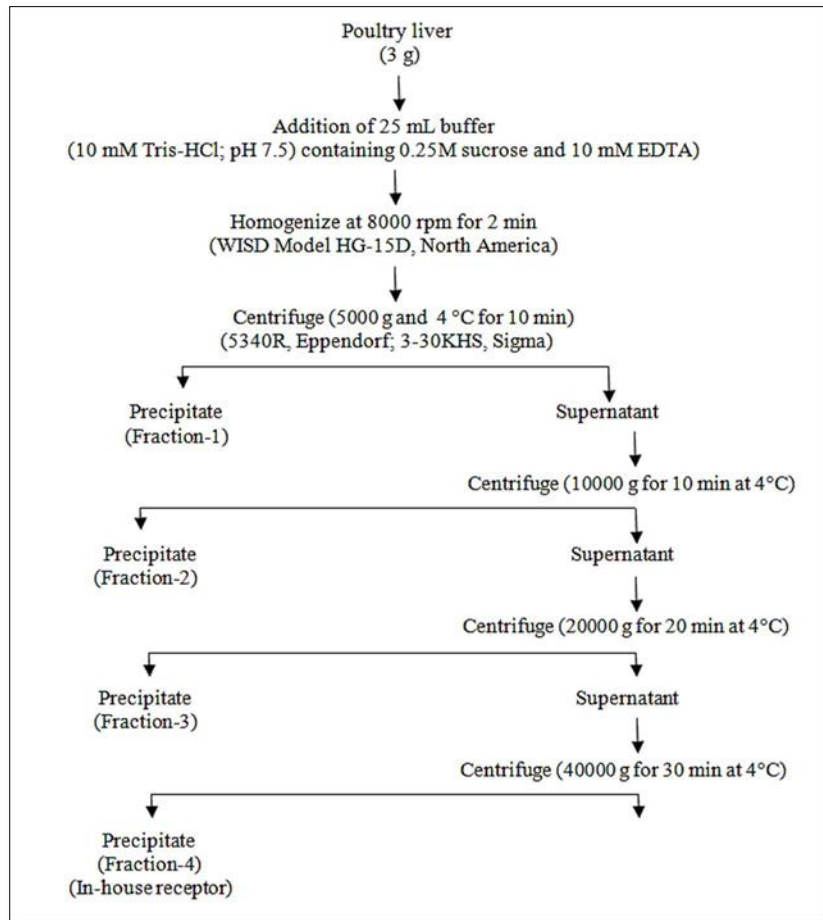 Poultry liver
(3 g)
Addition of 25 mL buffer
(10 mM Tris-HCl; pH 7.5) containing 0.25M sucrose and 10 mM EDTA)
Homogenize at 8000 rpm for 2 min
(WISD Model HG-15D, North America)
Centrifuge (5000 g and 4 °C for 10 min)
(5340R, Eppendorf; 3-30KHS, Sigma)
Precipitate
(Fraction-1)
Supernatant
Centrifuge (10000 g for 10 min at 4°C)
Precipitate
(Fraction-2)
Supernatant
Centrifuge (20000 g for 20 min at 4°C)
Precipitate
(Fraction-3)
Supernatant
Centrifuge (40000 g for 30 min at 4°C)
Precipitate
(Fraction-4)
(In-house receptor)